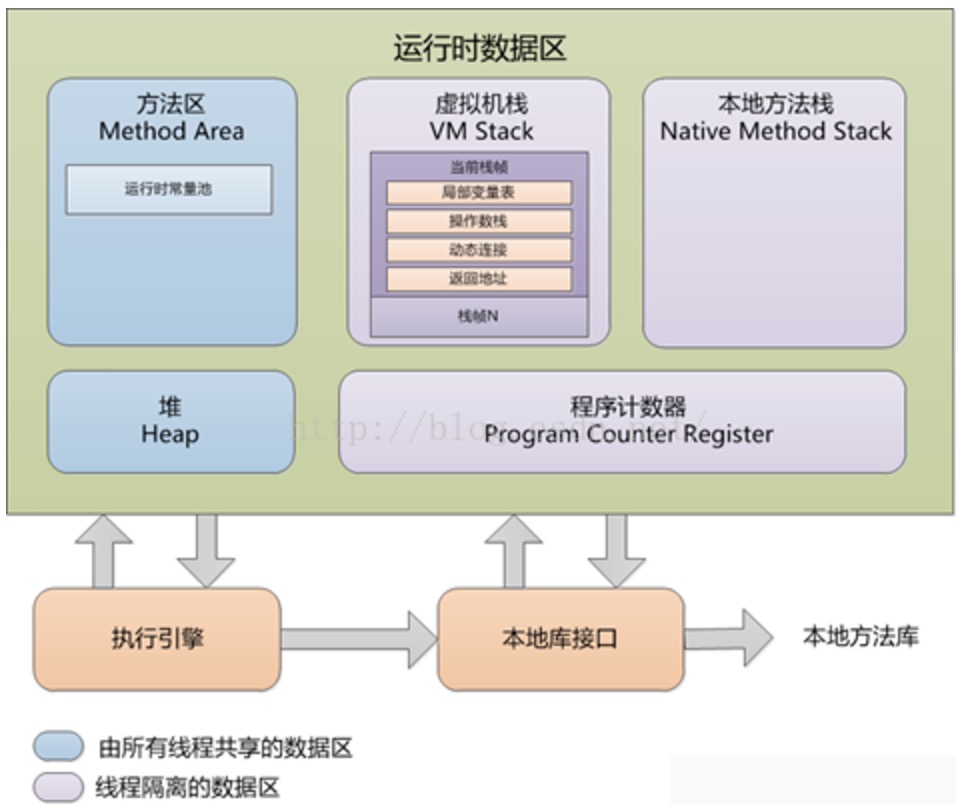 运行时数据区
方法区
Method Area
运行时常量池
虚拟机栈
VM Stack
当前栈帧
局部变量表
操作数栈
动态连接
返回地址
栈帧N
本地方法栈
Native Method Stack
堆
Heap
程序计数器
Program Counter Register
http://blog.csdn.net/
执行引擎
本地库接口
本地方法库
由所有线程共享的数据区
线程隔离的数据区